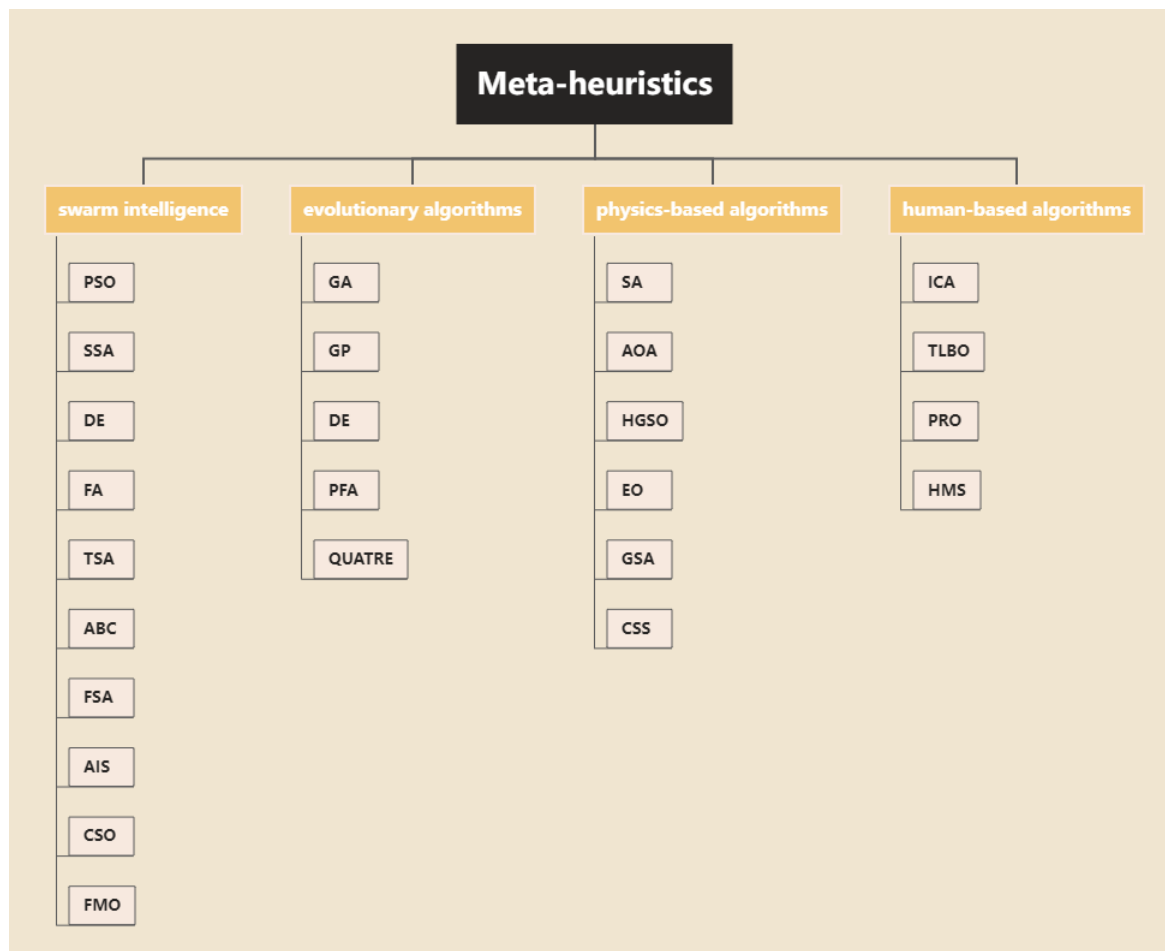 Meta-heuristics
swarm intelligence
PSO
SSA
DE
FA
TSA
ABC
FSA
AIS
CSO
FMO
evolutionary algorithms
GA
GP
DE
PFA
QUATRE
physics-based algorithms
SA
AOA
HGSO
EO
GSA
CSS
human-based algorithms
ICA
TLBO
PRO
HMS